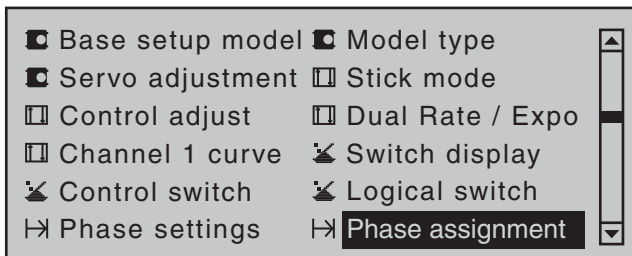 Base setup model Model type
Servo adjustment Stick mode
Control adjust Dual Rate / Expo
Channel 1 curve Switch display
Control switch Logical switch
Phase settings Phase assignment